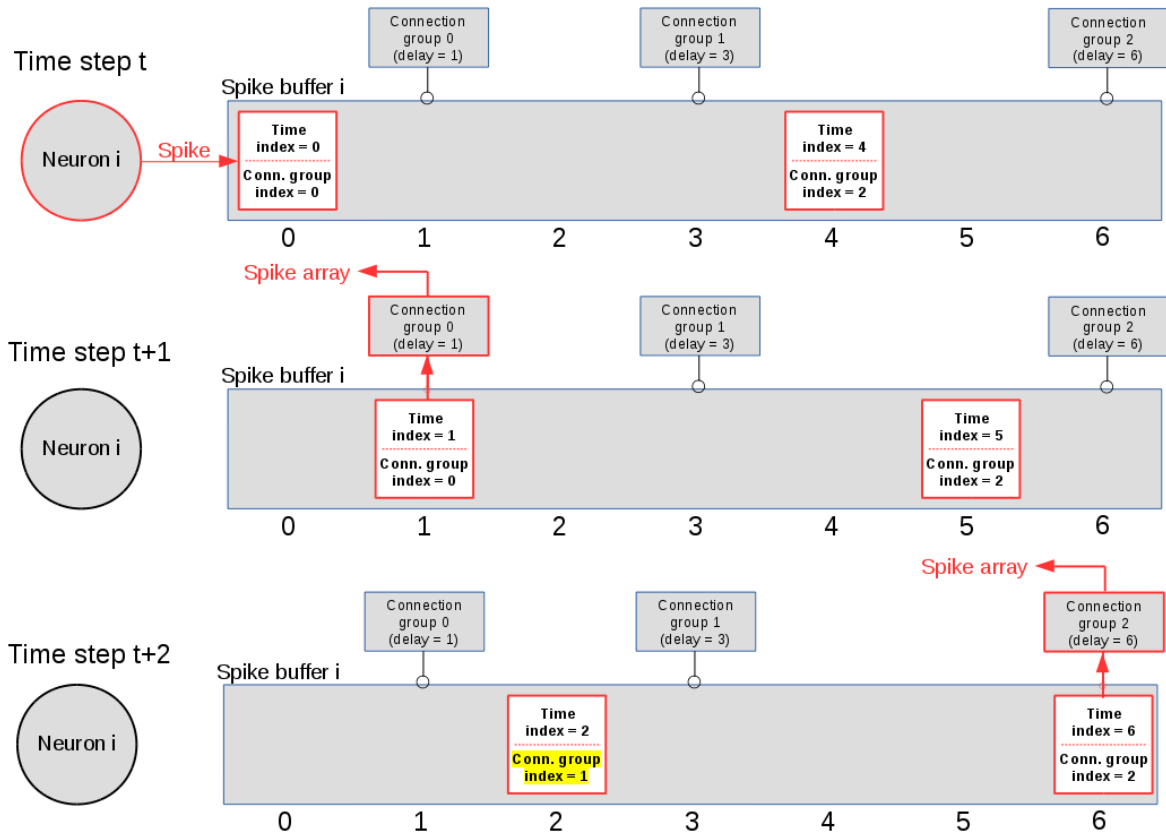 Time step t
Neuron i
Spike
Spike buffer i
Connection
group 0
(delay = 1)
Connection
group 1
(delay = 3)
Connection
group 2
(delay = 6)
Time
index = 0
Conn. group
index = 0
Time
index = 4
Conn. group
index = 2
0 1 2 3 4 5 6
Time step t+1
Neuron i
Spike array
Spike buffer i
Connection
group 0
(delay = 1)
Connection
group 1
(delay = 3)
Connection
group 2
(delay = 6)
Time
index = 1
Conn. group
index = 0
Time
index = 5
Conn. group
index = 2
0 1 2 3 4 5 6
Time step t+2
Neuron i
Spike array
Spike buffer i
Connection
group 0
(delay = 1)
Connection
group 1
(delay = 3)
Connection
group 2
(delay = 6)
Time
index = 2
Conn. group
index = 1
Time
index = 6
Conn. group
index = 2
0 1 2 3 4 5 6